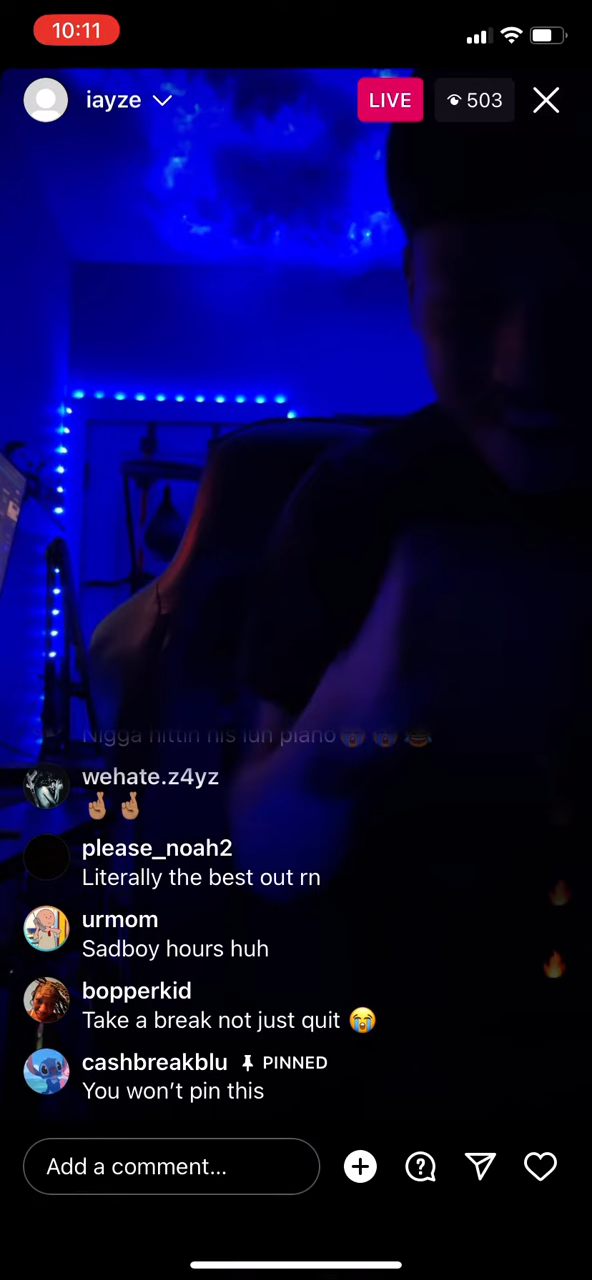 10:11
iayze
LIVE
503
Nigga hittin his luh piano😭 😭 😂
wehate.z4yz
🤞🏽 🤞🏽
please_noah2
Literally the best out rn
urmom
Sadboy hours huh
bopperkid
Take a break not just quit 😭
cashbreakblu PINNED
You won’t pin this
Add a comment...